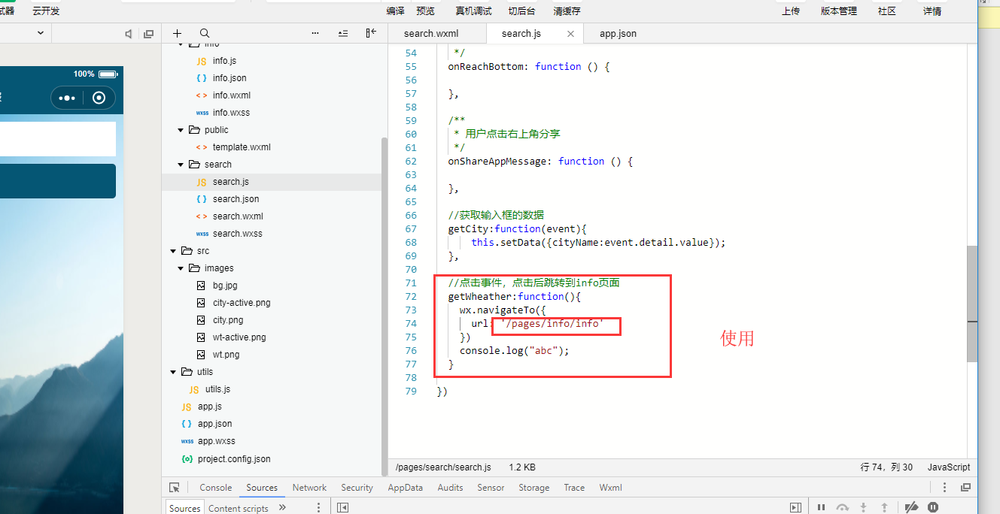 试器 云开发 编译 预览 真机调试 切后台 清缓存 上传 版本管理 社区 详情
search.wxml search.js app.json
100%
info
info.js
info.json
info.wxml
info.wxss
public
template.wxml
search
search.js
search.json
search.wxml
search.wxss
src
images
bg.jpg
city-active.png
city.png
wt-active.png
wt.png
utils
utils.js
app.js
app.json
app.wxss
project.config.json
54 */
55 onReachBottom: function () {
56
57 },
58
59 /**
60 * 用户点击右上角分享
61 */
62 onShareAppMessage: function () {
63
64 },
65
66 //获取输入框的数据
67 getCity:function(event){
68 this.setData({cityName:event.detail.value});
69 },
70
71 //点击事件，点击后跳转到info页面
72 getWheather:function(){
73 wx.navigateTo({
74 url: '/pages/info/info'
75 })
76 console.log("abc");
77 }
78
79 })
使用
/pages/search/search.js 1.2 KB 行 74，列 30 JavaScript
Console Sources Network Security AppData Audits Sensor Storage Trace Wxml
Sources Content scripts